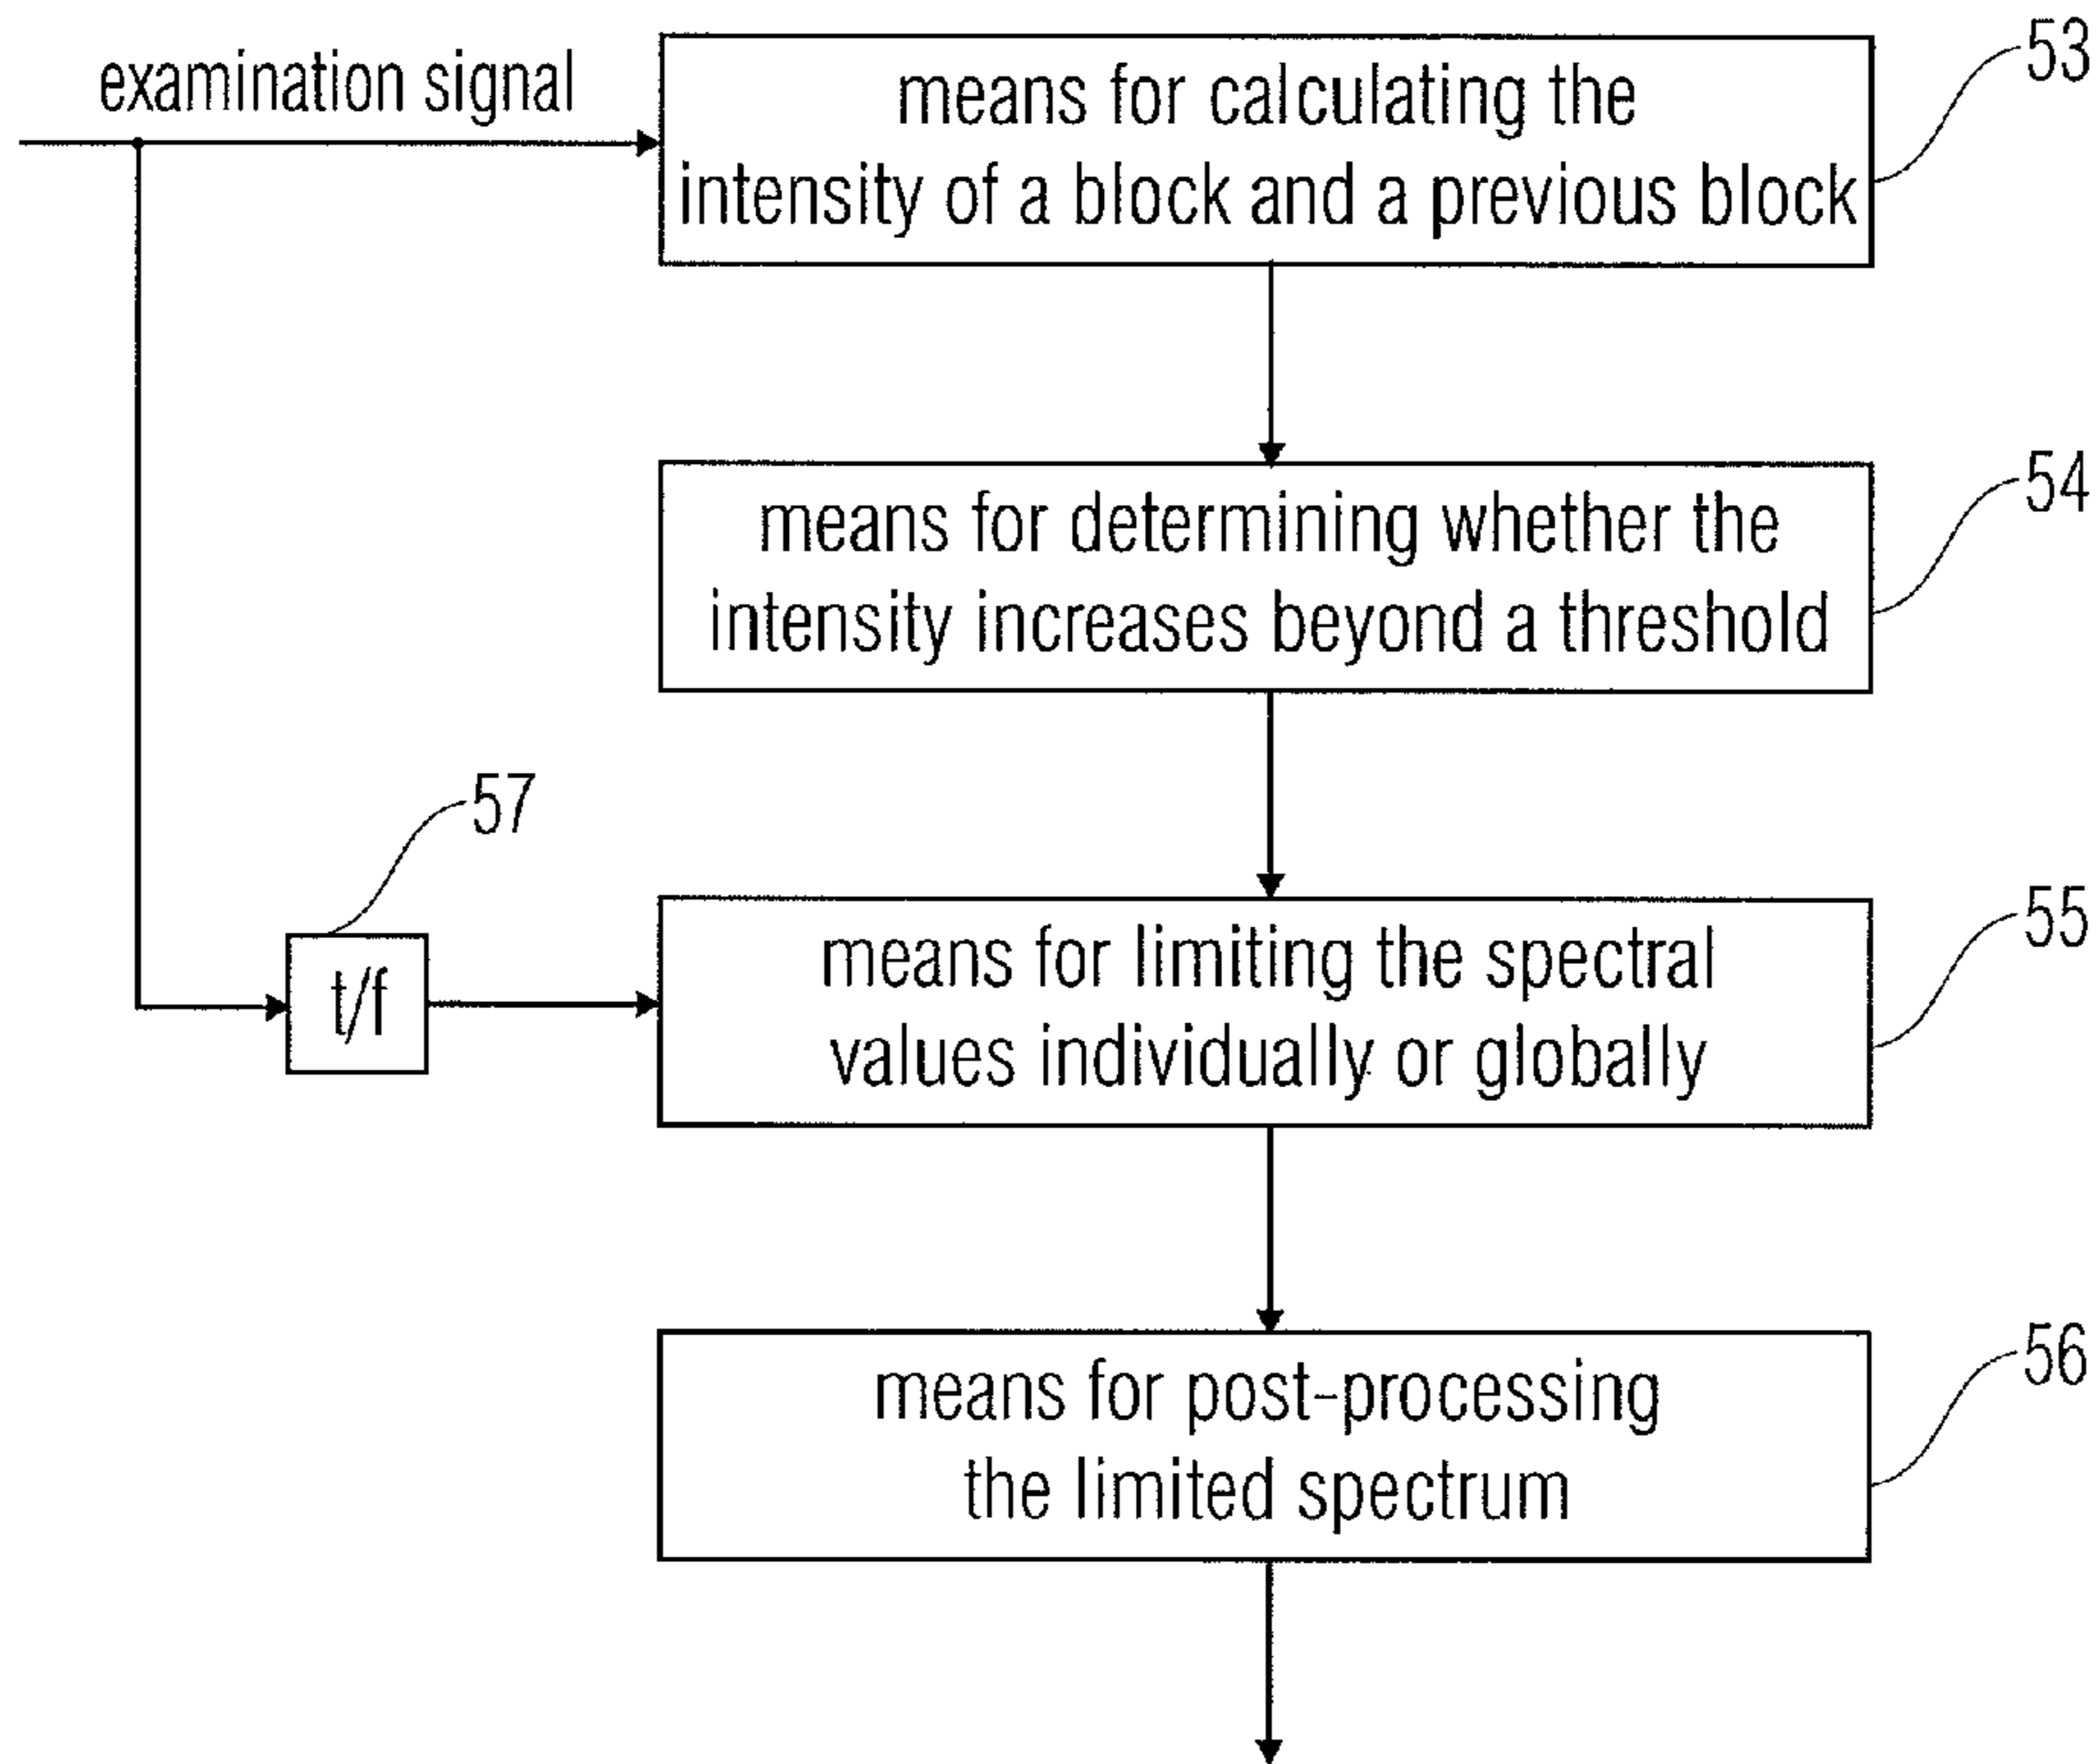 examination signal
means for calculating the
intensity of a block and a previous block
53
means for determining whether the
intensity increases beyond a threshold
54
57
t/f
means for limiting the spectral
values individually or globally
55
means for post-processing
the limited spectrum
56